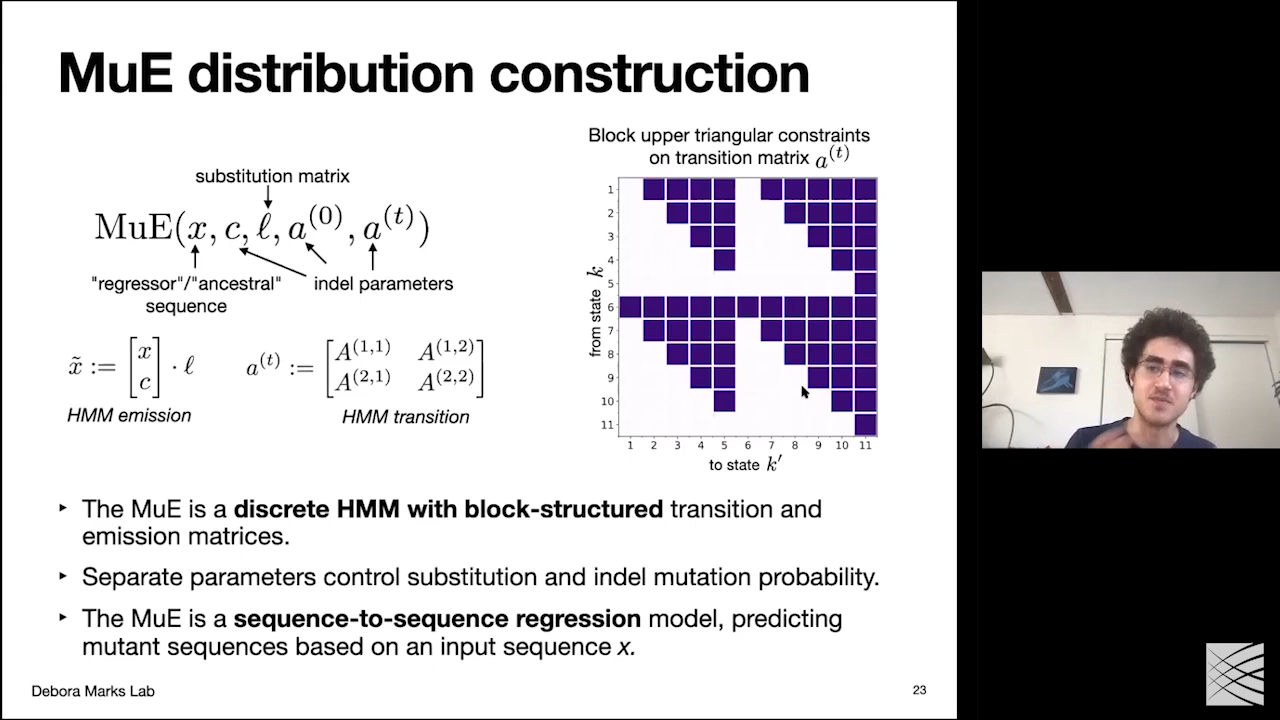 MuE distribution construction
substitution matrix
MuE(x, c, ℓ, a^{(0)}, a^{(t)})
"regressor"/"ancestral"
sequence
indel parameters
x̃ := [x c] · ℓ
HMM emission
a^{(t)} := [A^{(1,1)} A^{(1,2)} A^{(2,1)} A^{(2,2)}]
HMM transition
Block upper triangular constraints
on transition matrix a^{(t)}
from state k
1
2
3
4
5
6
7
8
9
10
11
1 2 3 4 5 6 7 8 9 10 11
to state k′
‣ The MuE is a discrete HMM with block-structured transition and
emission matrices.
‣ Separate parameters control substitution and indel mutation probability.
‣ The MuE is a sequence-to-sequence regression model, predicting
mutant sequences based on an input sequence x.
Debora Marks Lab
23